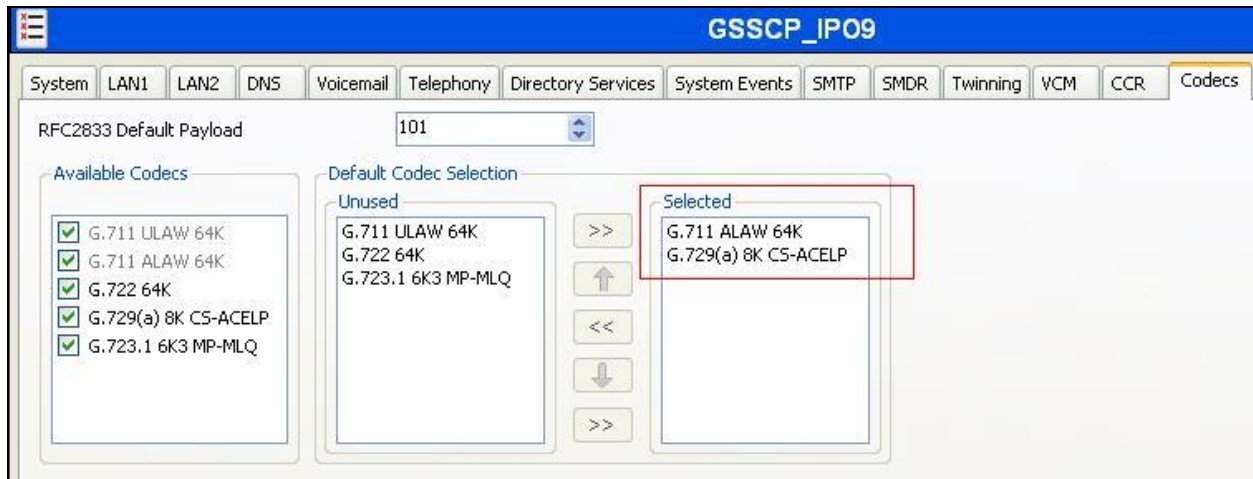 GSSCP_IPO9
System LAN1 LAN2 DNS Voicemail Telephony Directory Services System Events SMTP SMDR Twinning VCM CCR Codecs
RFC2833 Default Payload 101
Available Codecs
G.711 ULAW 64K
G.711 ALAW 64K
G.722 64K
G.729(a) 8K CS-ACELP
G.723.1 6K3 MP-MLQ
Default Codec Selection
Unused
G.711 ULAW 64K
G.722 64K
G.723.1 6K3 MP-MLQ
>>
<<
>>
Selected
G.711 ALAW 64K
G.729(a) 8K CS-ACELP